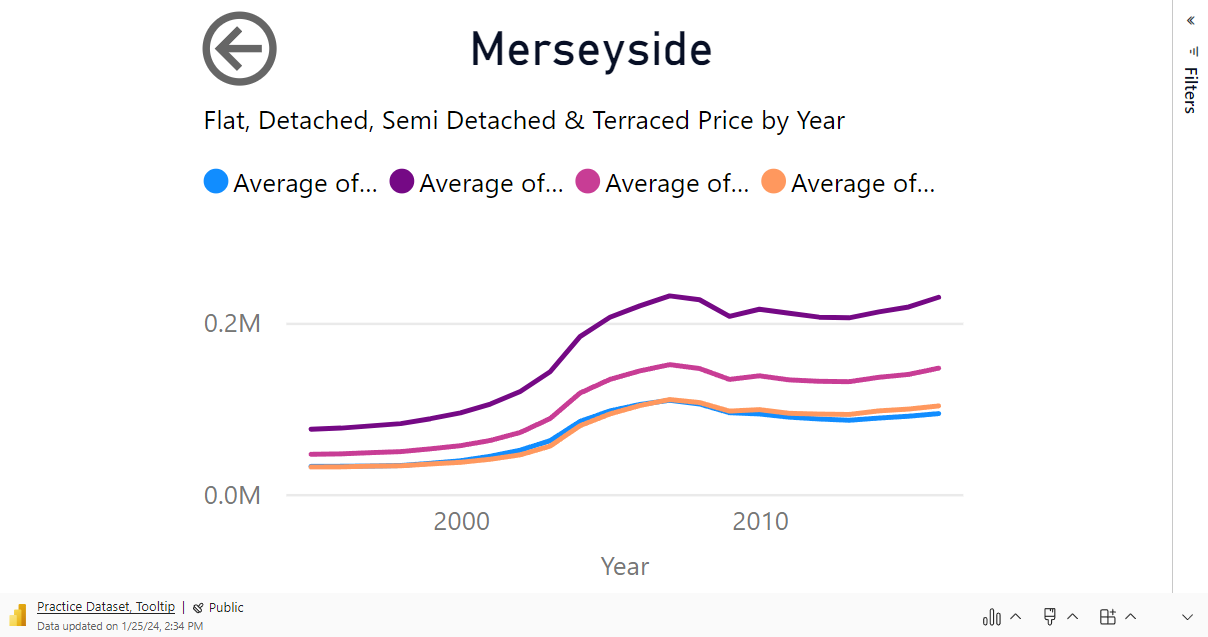 Merseyside
Flat, Detached, Semi Detached & Terraced Price by Year
Average of... Average of... Average of... Average of...
0.2M
0.0M
2000 2010
Year
Filters
Practice Dataset, Tooltip | Public
Data updated on 1/25/24, 2:34 PM